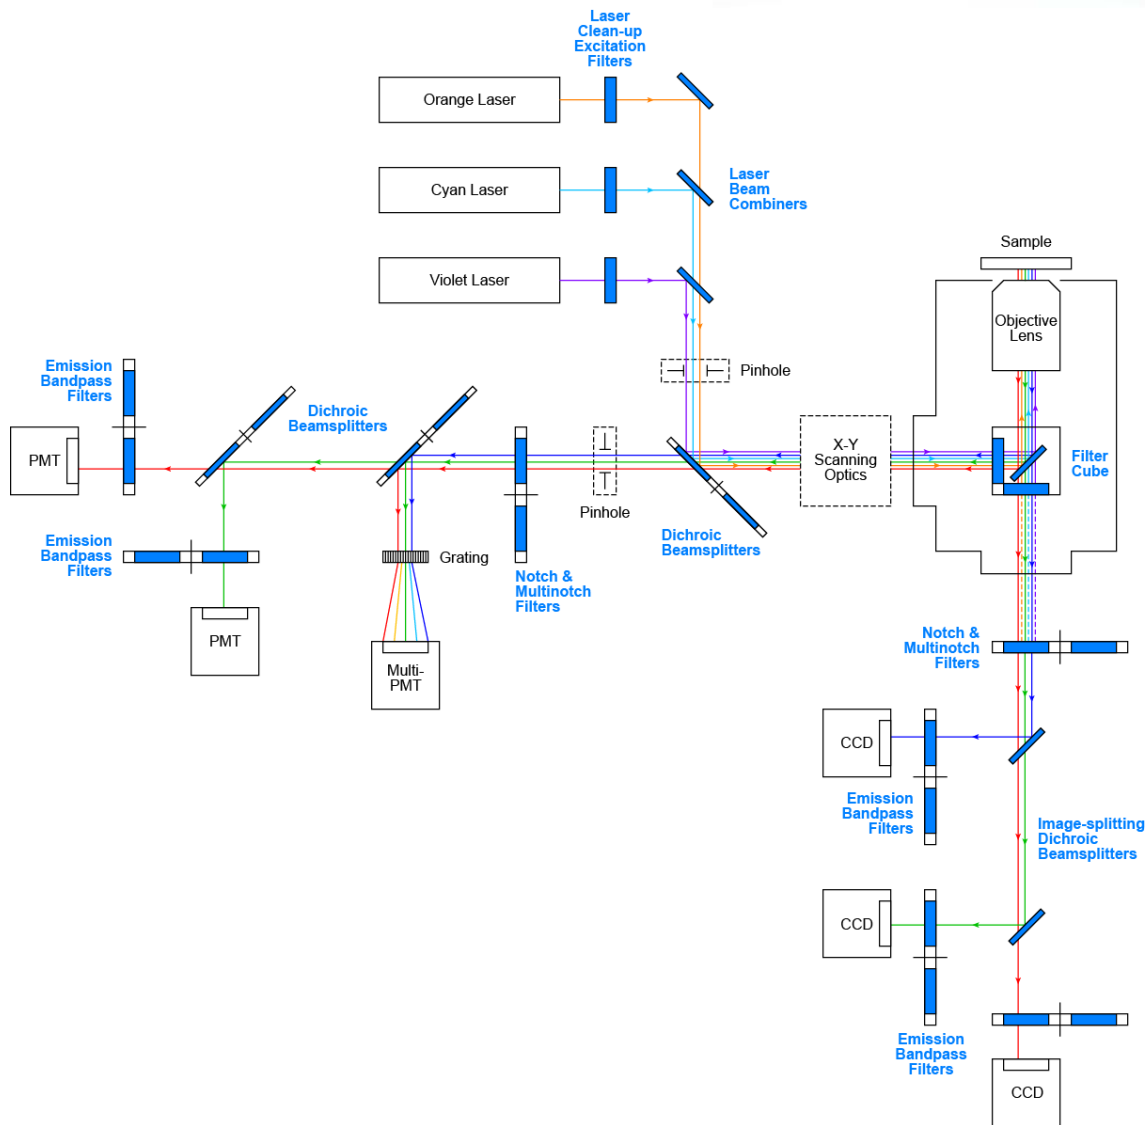 Laser
Clean-up
Excitation
Filters
Orange Laser
Cyan Laser
Laser
Beam
Combiners
Violet Laser
Sample
Objective
Lens
Pinhole
Emission
Bandpass
Filters
Dichroic
Beamsplitters
PMT
X-Y
Scanning
Optics
Filter
Cube
Pinhole
Dichroic
Beamsplitters
Emission
Bandpass
Filters
Grating
Notch &
Multinotch
Filters
PMT
Multi-
PMT
Notch &
Multinotch
Filters
CCD
Emission
Bandpass
Filters
Image-splitting
Dichroic
Beamsplitters
CCD
Emission
Bandpass
Filters
CCD